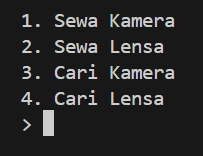 1. Sewa Kamera
2. Sewa Lensa
3. Cari Kamera
4. Cari Lensa
>